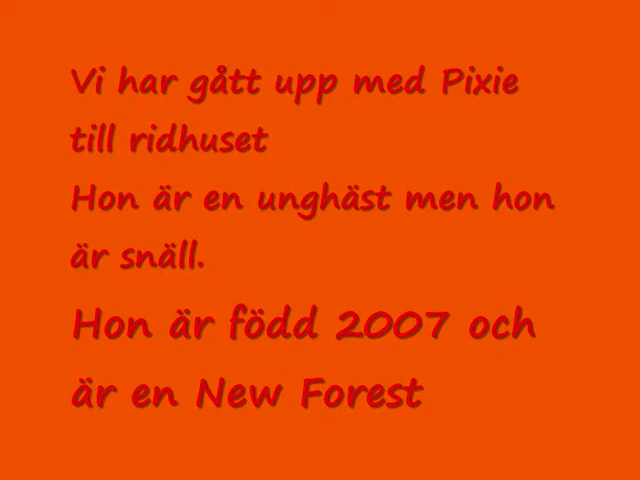 Vi har gått upp med Pixie
till ridhuset
Hon är en unghäst men hon
är snäll.
Hon är född 2007 och
är en New Forest